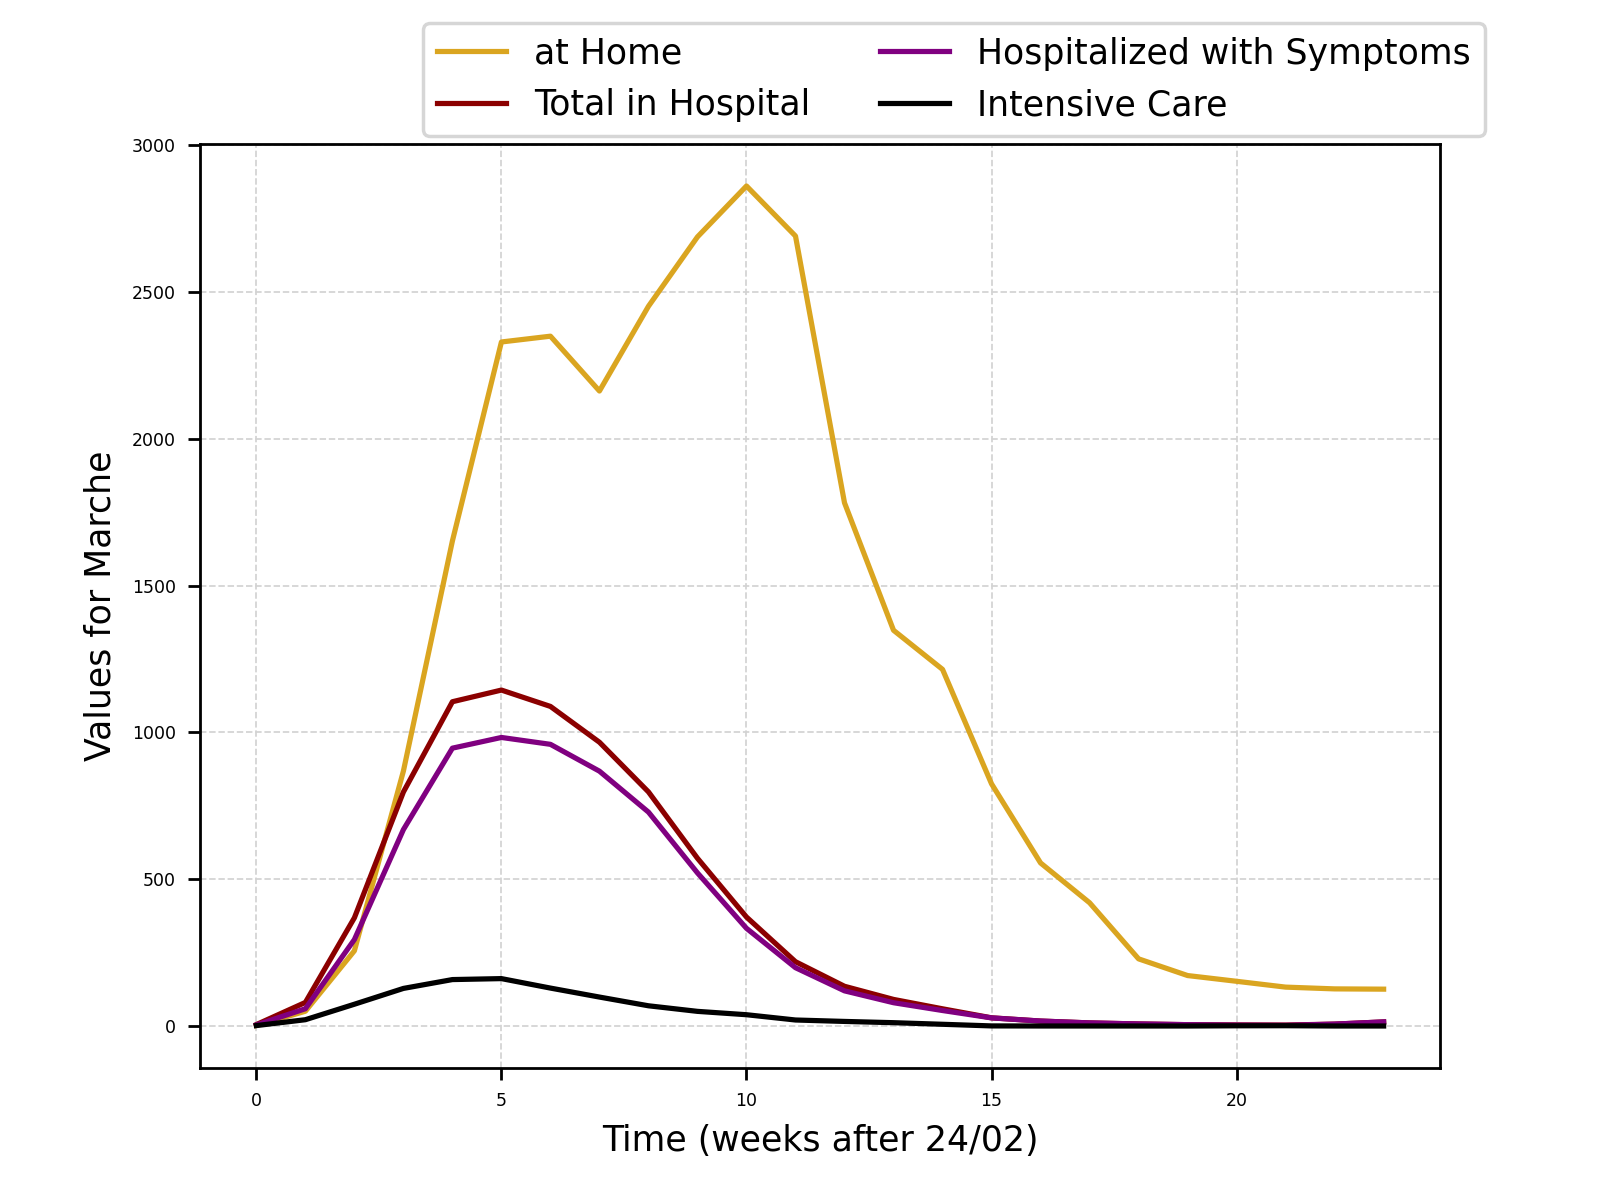 at Home
Total in Hospital
Hospitalized with Symptoms
Intensive Care
3000
2500
2000
1500
1000
500
0
Values for Marche
0 5 10 15 20
Time (weeks after 24/02)